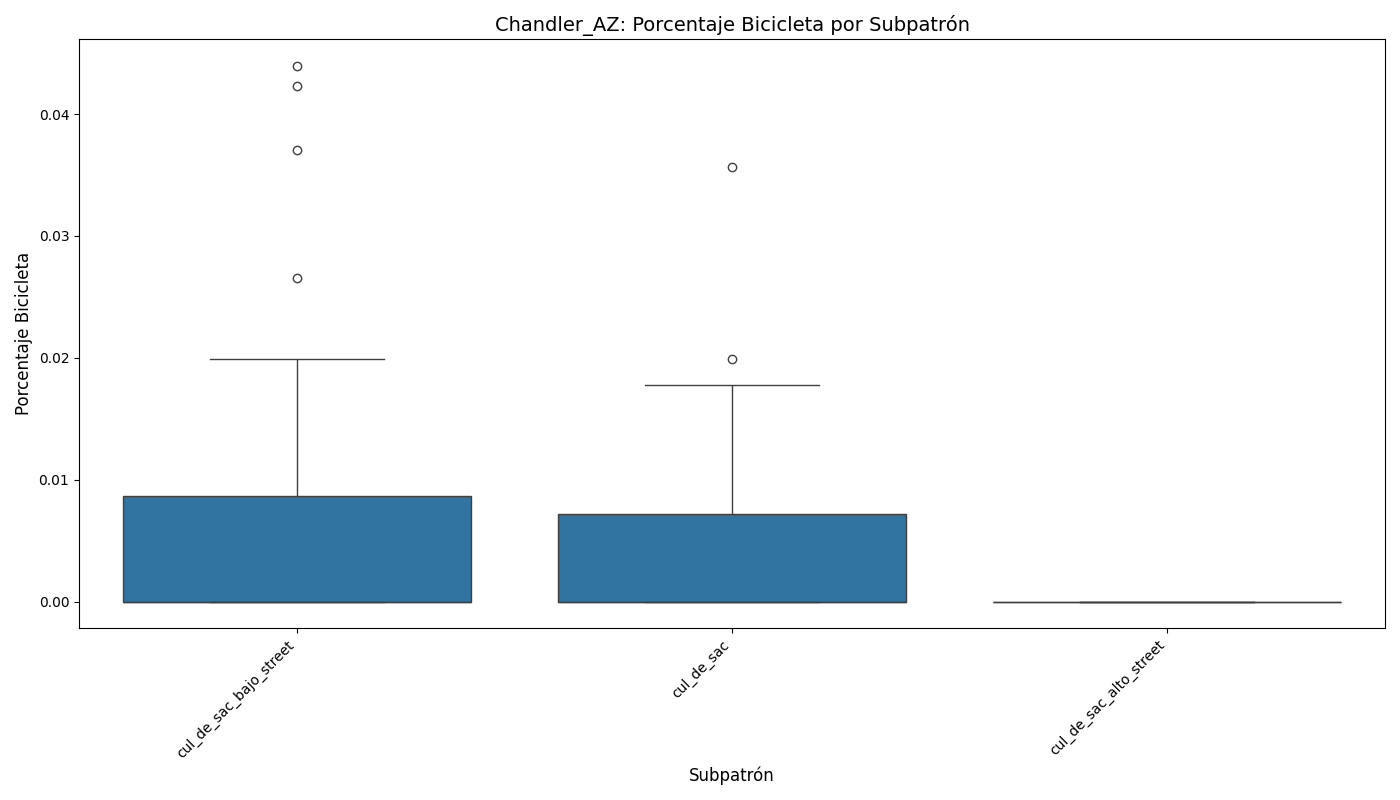 Chandler_AZ: Porcentaje Bicicleta por Subpatrón
Porcentaje Bicicleta
0.04
0.03
0.02
0.01
0.00
cul_de_sac_bajo_street
cul_de_sac
cul_de_sac_alto_street
Subpatrón